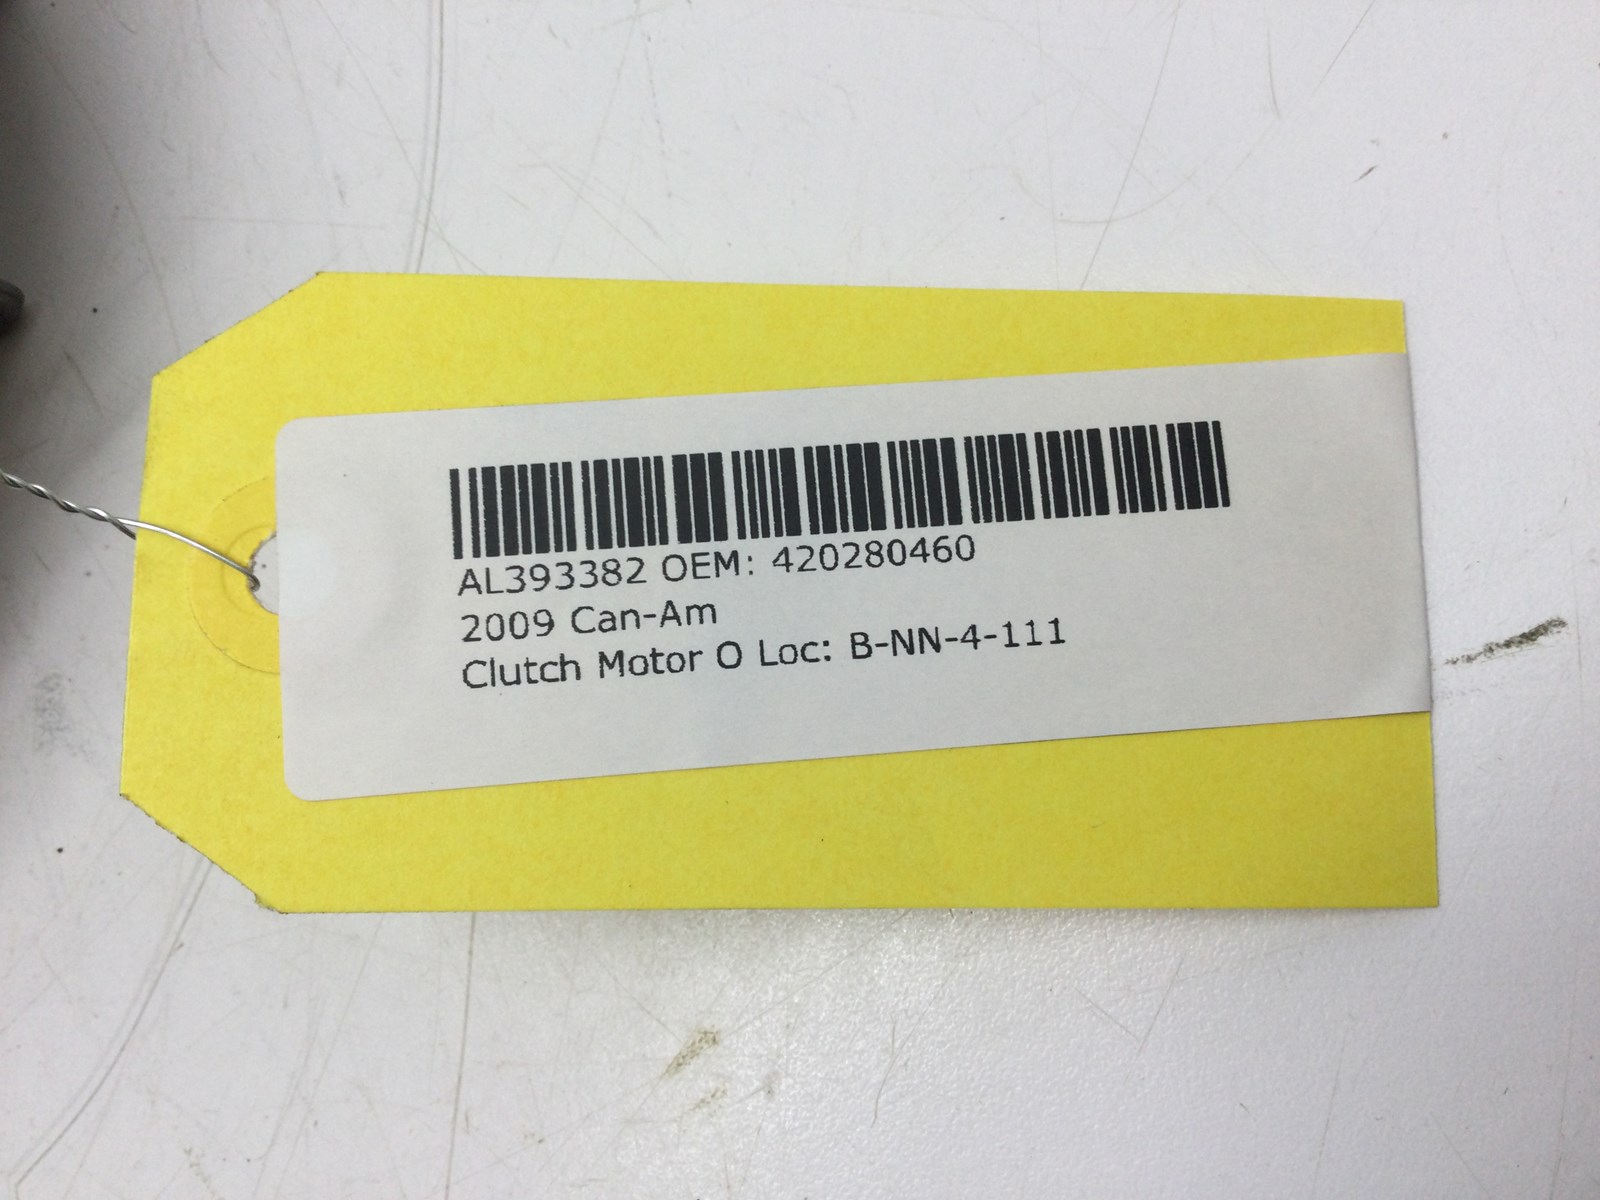 AL393382 OEM: 420280460
2009 Can-Am
Clutch Motor O Loc: B-NN-4-111